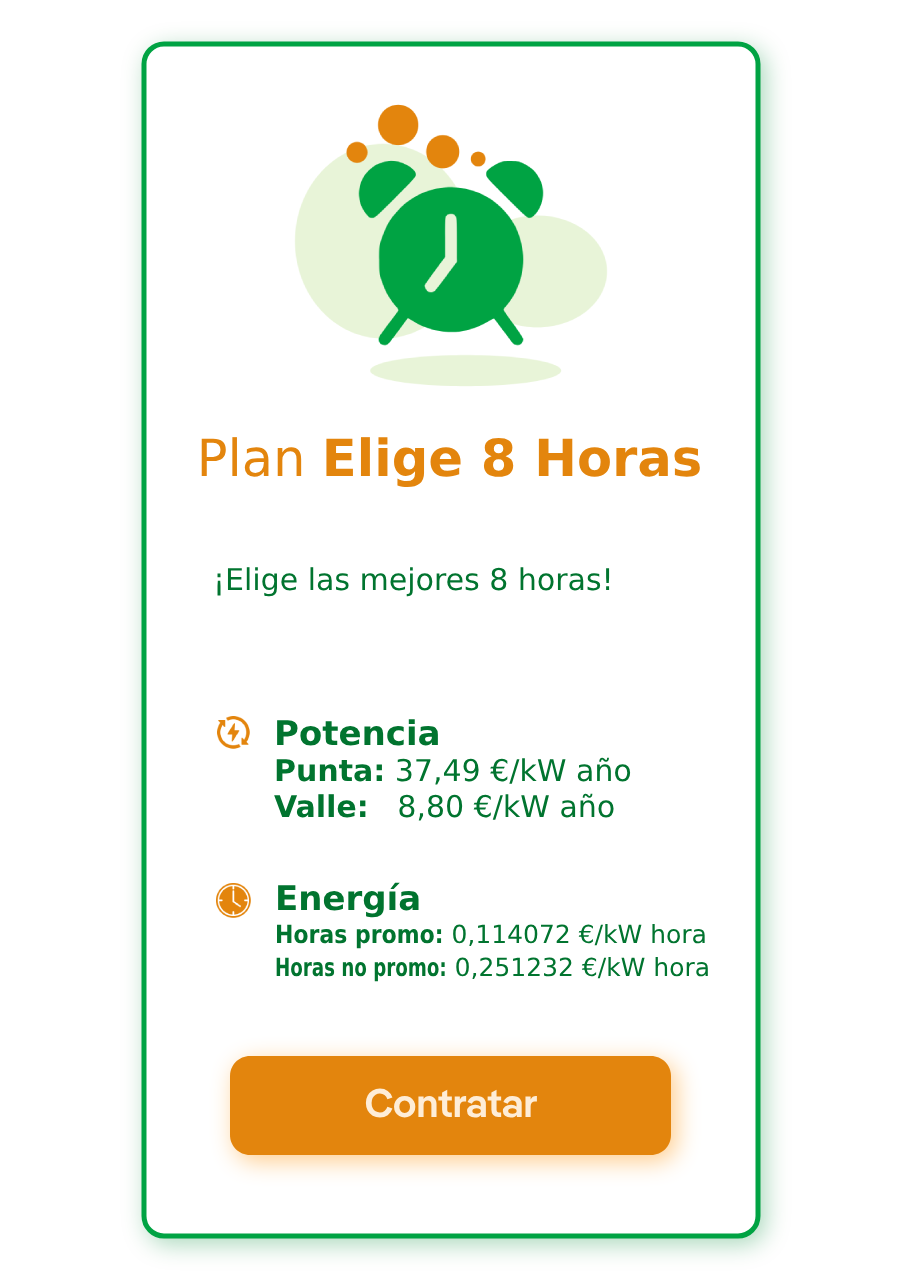 Plan Elige 8 Horas
¡Elige las mejores 8 horas!
Potencia
Punta: 37,49 €/kW año
Valle: 8,80 €/kW año
Energía
Horas promo: 0,114072 €/kW hora
Horas no promo: 0,251232 €/kW hora
Contratar